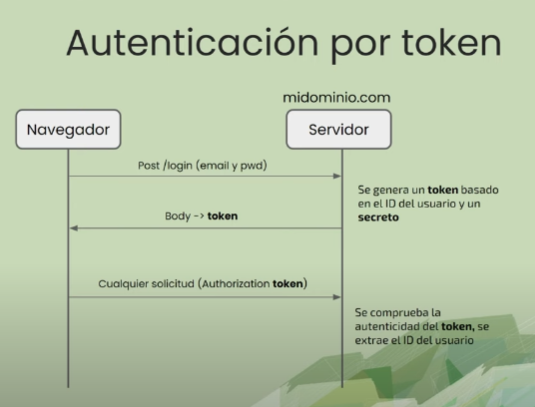 Autenticación por token
midominio.com
Navegador
Servidor
Post /login (email y pwd)
Se genera un token basado
en el ID del usuario y un
secreto
Body -> token
Cualquier solicitud (Authorization token)
Se comprueba la
autenticidad del token, se
extrae el ID del usuario